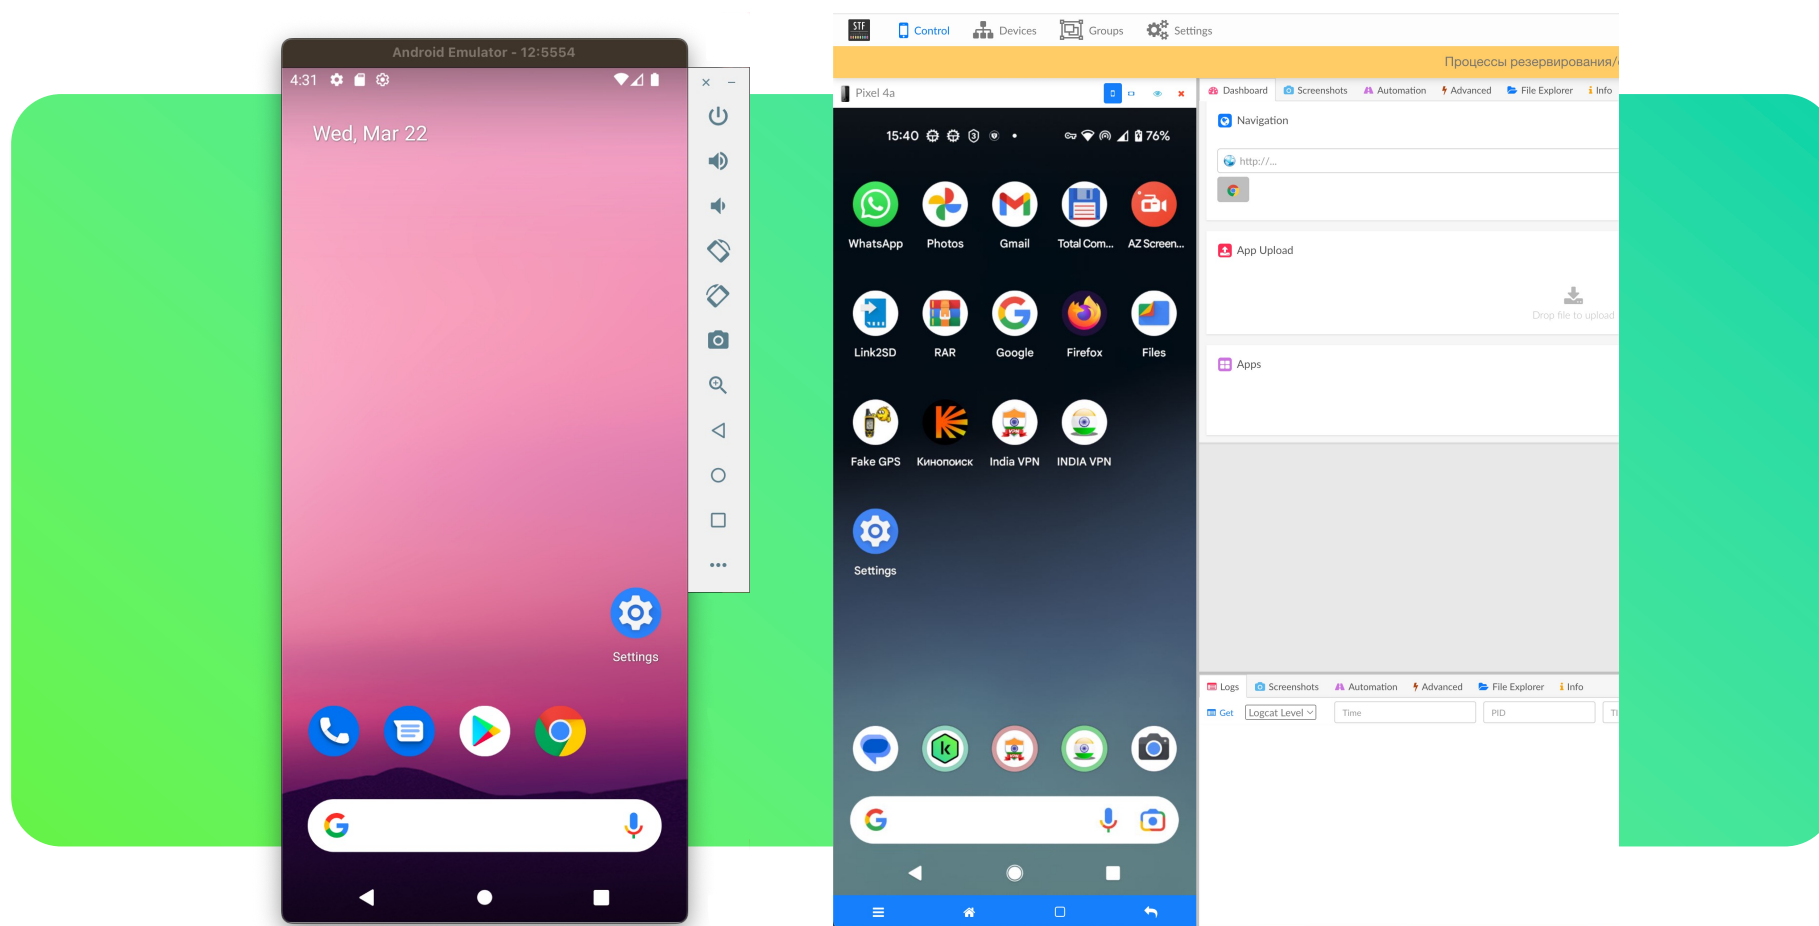 Android Emulator - 12:5554
4:31
Wed, Mar 22
Settings
STF
Control
Devices
Groups
Settings
Процессы резервирования/
Pixel 4a
15:40
76%
WhatsApp
Photos
Gmail
Total Com...
AZ Screen...
Link2SD
RAR
Google
Firefox
Files
Fake GPS
Кинопоиск
India VPN
INDIA VPN
Settings
Dashboard
Screenshots
Automation
Advanced
File Explorer
Info
Navigation
http://...
App Upload
Drop file to upload
Apps
Logs
Screenshots
Automation
Advanced
File Explorer
Info
Get
Logcat Level
Time
PID
TI